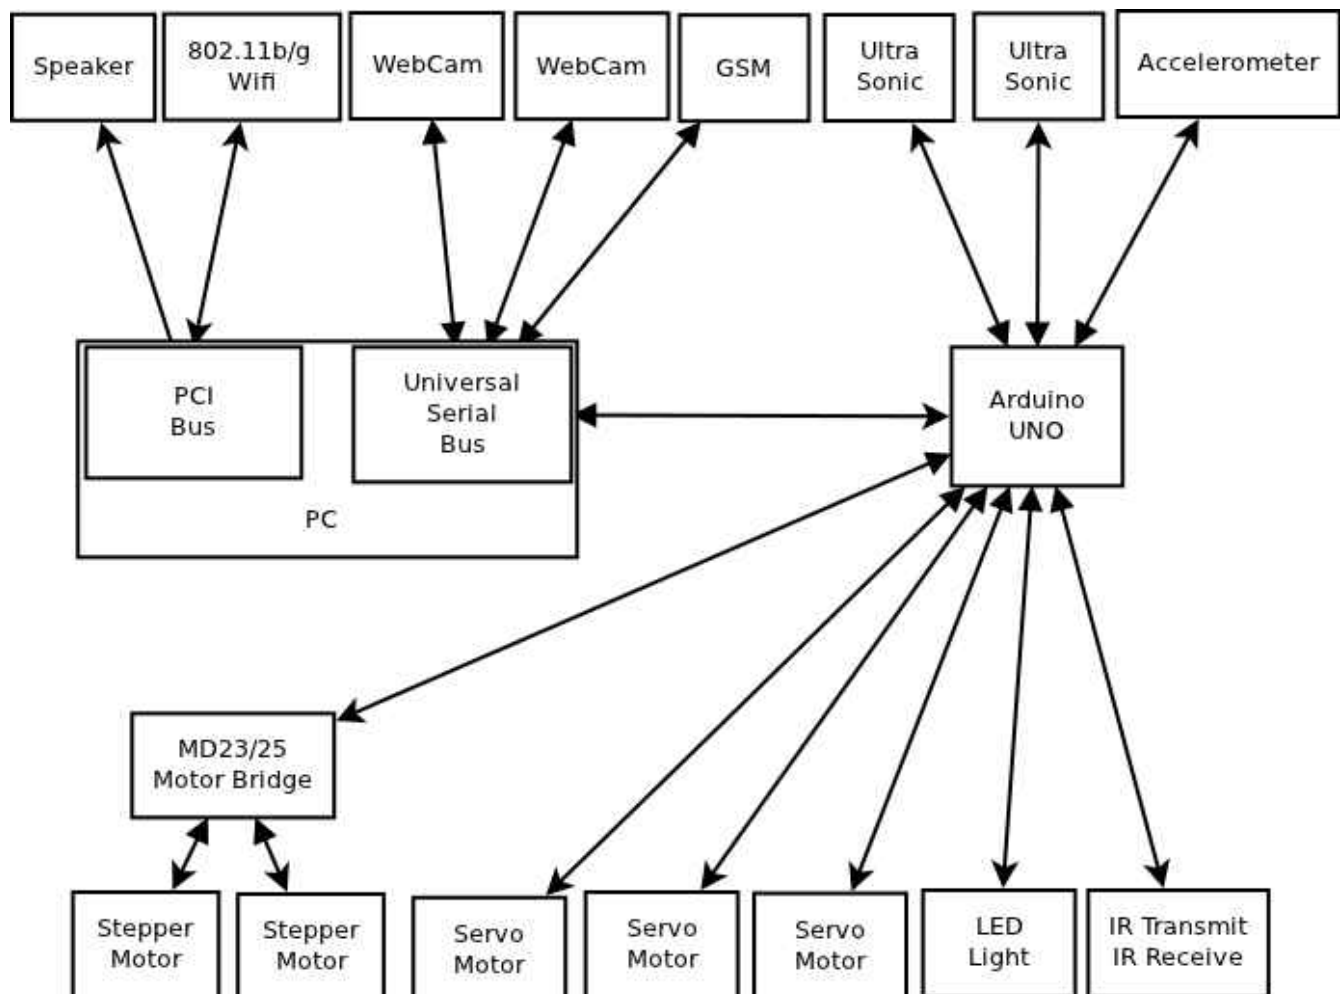 Speaker
802.11b/g
Wifi
WebCam
WebCam
GSM
Ultra
Sonic
Ultra
Sonic
Accelerometer
PCI
Bus
Universal
Serial
Bus
PC
Arduino
UNO
MD23/25
Motor Bridge
Stepper
Motor
Stepper
Motor
Servo
Motor
Servo
Motor
Servo
Motor
LED
Light
IR Transmit
IR Receive